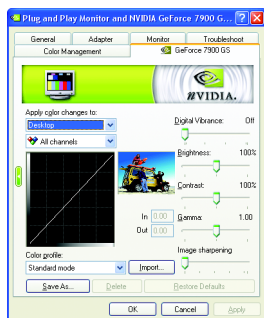 Plug and Play Monitor and NVIDIA GeForce 7900 G...
General
Adapter
Monitor
Troubleshoot
Color Management
GeForce 7900 GS
NVIDIA.
Apply color changes to:
Desktop
All channels
Digital Vibrance: Off
Brightness: 100%
Contrast: 100%
In 0.00
Out 0.00
Gamma: 1.00
Image sharpening
Color profile:
Standard mode
Import...
Save As...
Delete
Restore Defaults
OK
Cancel
Apply